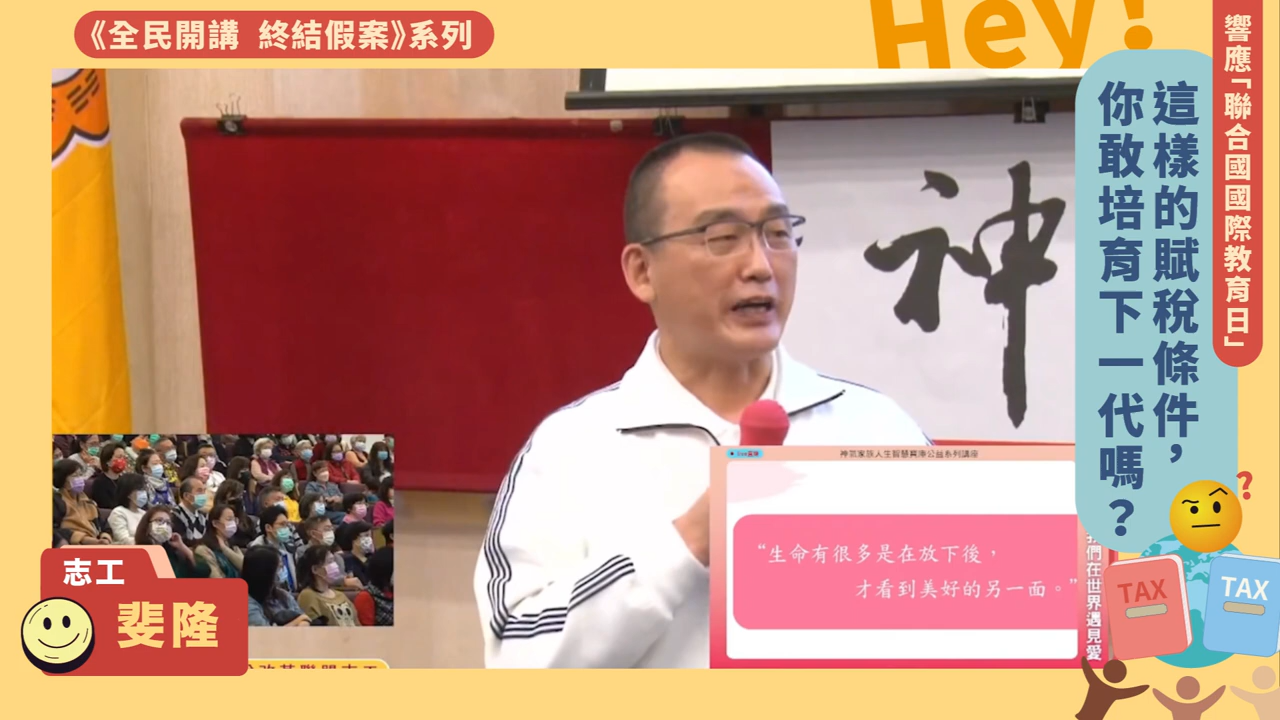 《全民開講 終結假案》系列
Hey!
響應「聯合國國際教育日」
這樣的賦稅條件，
你敢培育下一代嗎？
神
神氣家族人生智慧寶庫公益系列講座
“生命有很多是在放下後，
才看到美好的另一面。”
們在世界遇見愛
志工
斐隆
?
TAX
TAX